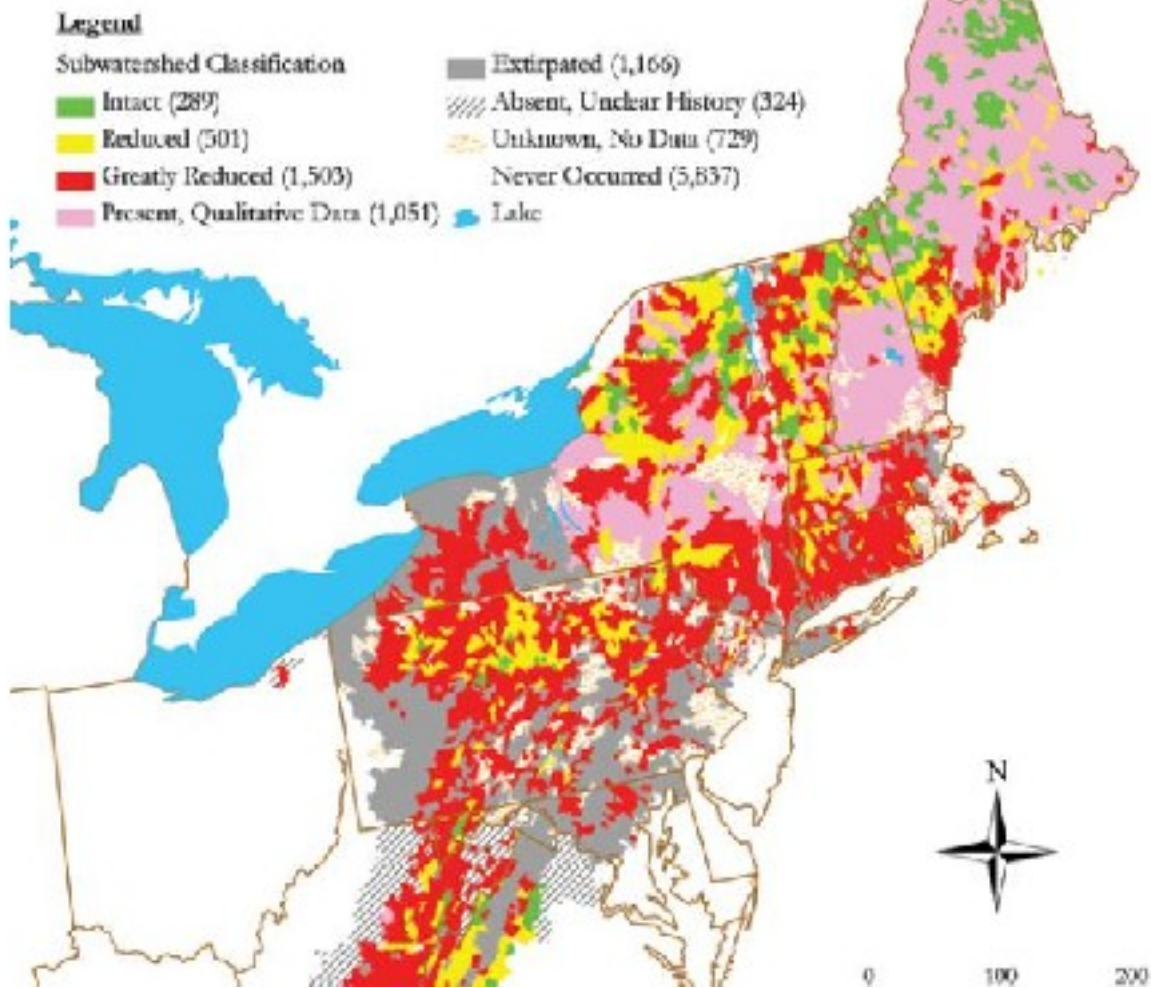 Legend
Subwatershed Classification
Intact (289)
Reduced (501)
Greatly Reduced (1,503)
Present, Qualitative Data (1,051)
Extirpated (1,166)
Absent, Unclear History (324)
Unknown, No Data (729)
Never Occurred (5,837)
Lake
N
0 100 200